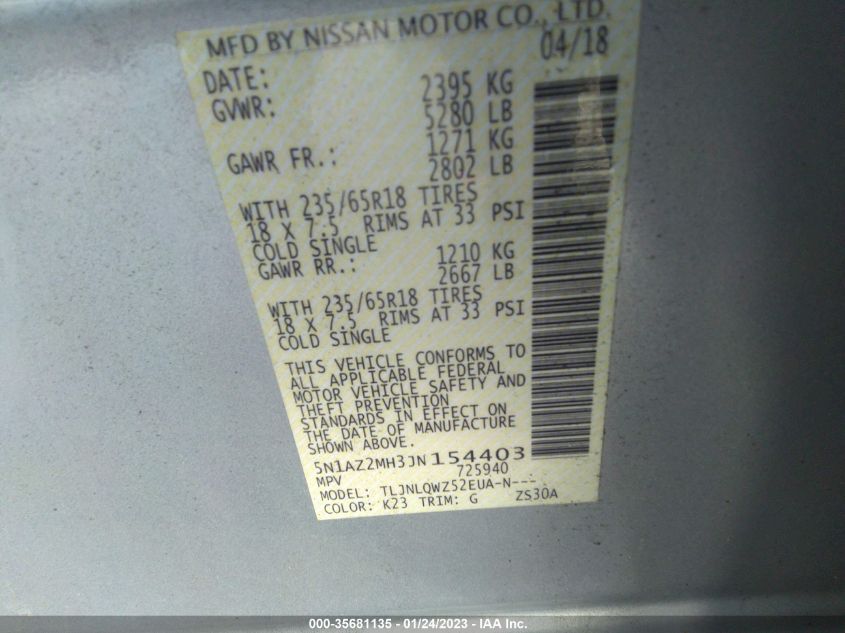 MFD BY NISSAN MOTOR CO., LTD.
DATE: 04/18
GVWR: 2395 KG
5280 LB
GAWR FR.: 1271 KG
2802 LB
WITH 235/65R18 TIRES
18 X 7.5 RIMS AT 33 PSI
COLD SINGLE
GAWR RR.: 1210 KG
2667 LB
WITH 235/65R18 TIRES
18 X 7.5 RIMS AT 33 PSI
COLD SINGLE
THIS VEHICLE CONFORMS TO
ALL APPLICABLE FEDERAL
MOTOR VEHICLE SAFETY AND
THEFT PREVENTION
STANDARDS IN EFFECT ON
THE DATE OF MANUFACTURE
SHOWN ABOVE.
5N1AZ2MH3JN154403
MPV 725940
MODEL: TLJNLQWZ52EUA-N---
COLOR: K23 TRIM: G ZS30A
000-35681135 - 01/24/2023 - IAA Inc.